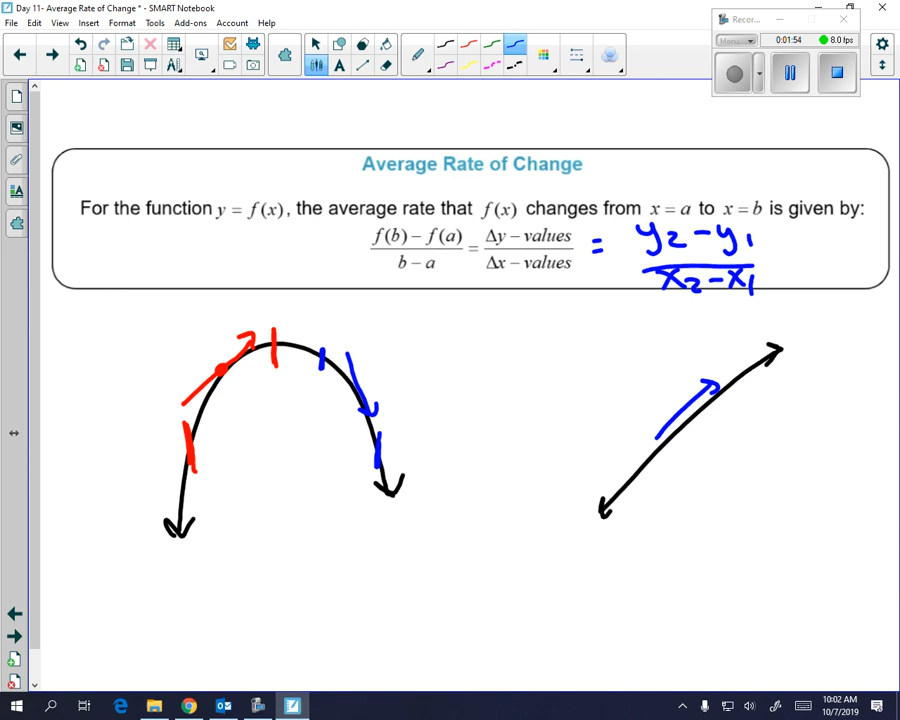 Day 11- Average Rate of Change * - SMART Notebook
File Edit View Insert Format Tools Add-ons Account Help
Recor...
Menu
0:01:54
8.0 fps
Average Rate of Change
For the function y = f(x), the average rate that f(x) changes from x = a to x = b is given by:
f(b) – f(a) / b – a = Δy – values / Δx – values = y₂ – y₁ / x₂ – x₁
10:02 AM
10/7/2019